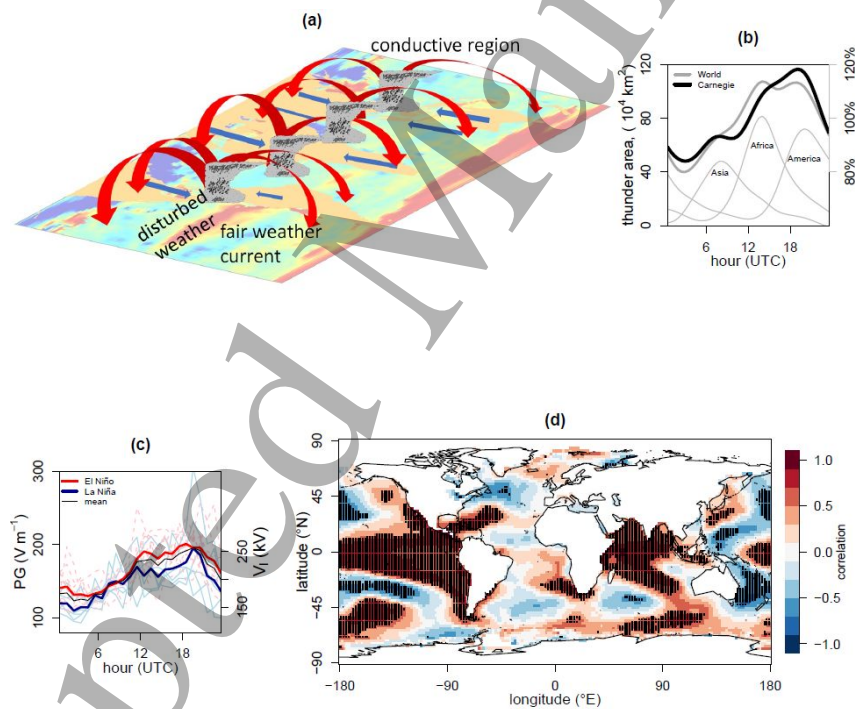 (a)
conductive region
disturbed
weather
fair weather
current
(b)
World
Carnegie
Asia
Africa
America
thunder area, ( 10⁴ km²)
0
40
80
120
80%
100%
120%
6
12
18
hour (UTC)
(c)
El Niño
La Niña
mean
PG (V m⁻¹)
100
200
300
V_I (kV)
150
250
6
12
18
hour (UTC)
(d)
latitude (°N)
90
45
0
−45
−90
−180
−90
0
90
180
longitude (°E)
1.0
0.5
0.0
−0.5
−1.0
correlation
pted Man